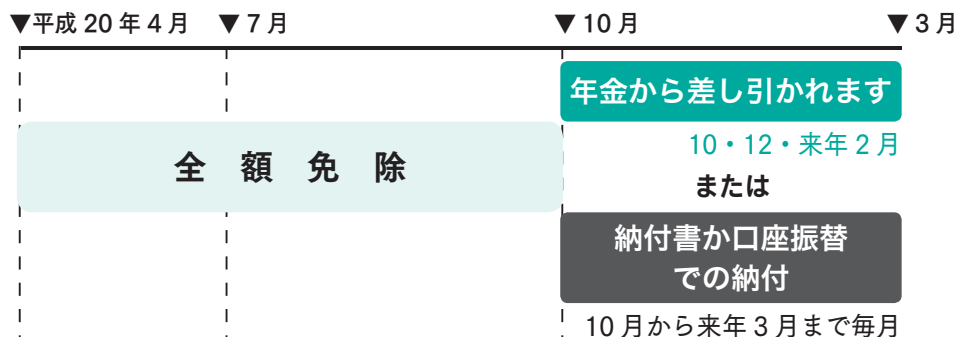 ▼平成 20 年 4 月 ▼ 7 月 ▼ 10 月 ▼ 3 月
年金から差し引かれます
10・12・来年 2 月
全額免除
または
納付書か口座振替
での納付
10 月から来年 3 月まで毎月